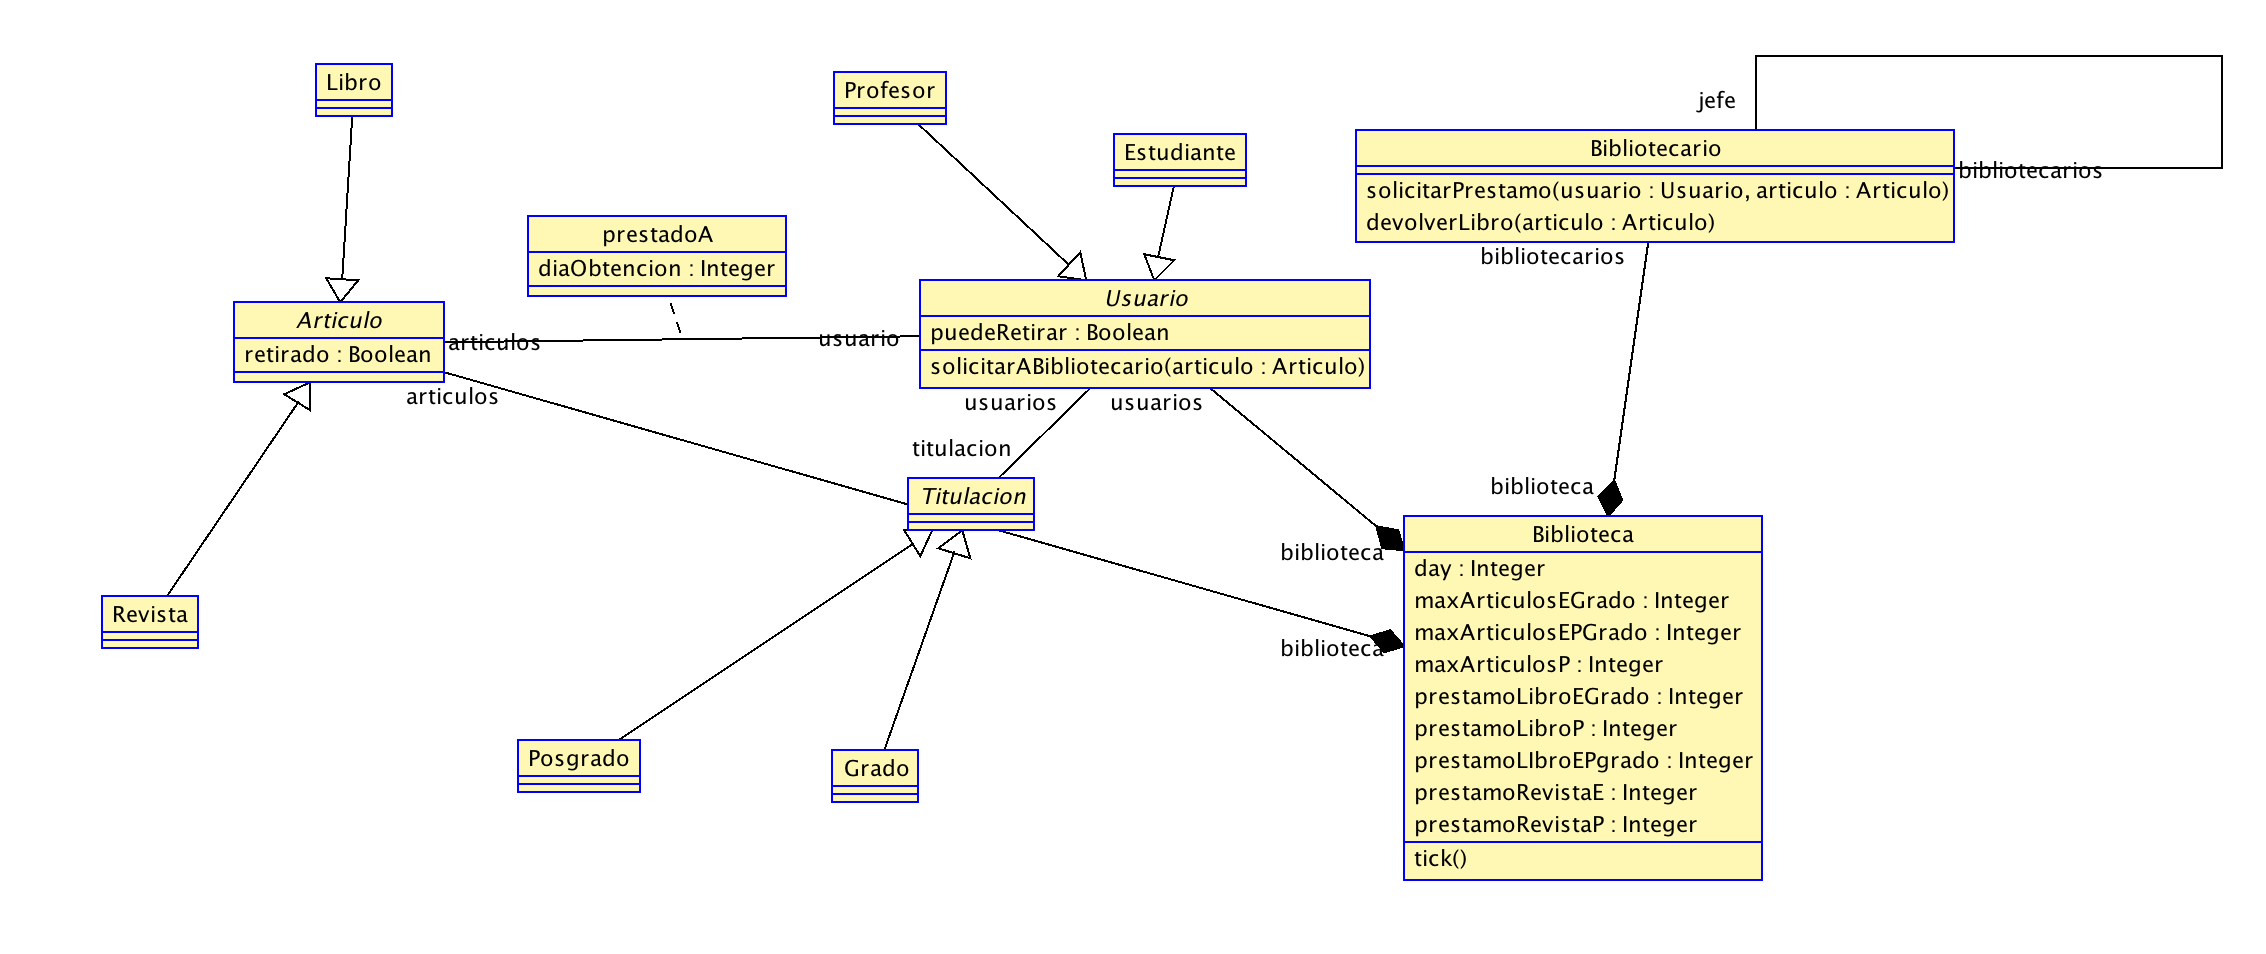 Libro
Profesor
Estudiante
jefe
Bibliotecario
bibliotecarios
solicitarPrestamo(usuario : Usuario, articulo : Articulo)
devolverLibro(articulo : Articulo)
bibliotecarios
prestadoA
diaObtencion : Integer
Articulo
retirado : Boolean
articulos
usuario
Usuario
puedeRetirar : Boolean
solicitarABibliotecario(articulo : Articulo)
articulos
usuarios
usuarios
titulacion
Titulacion
biblioteca
biblioteca
biblioteca
Biblioteca
day : Integer
maxArticulosEGrado : Integer
maxArticulosEPGrado : Integer
maxArticulosP : Integer
prestamoLibroEGrado : Integer
prestamoLibroP : Integer
prestamoLIbroEPgrado : Integer
prestamoRevistaE : Integer
prestamoRevistaP : Integer
tick()
Revista
Posgrado
Grado